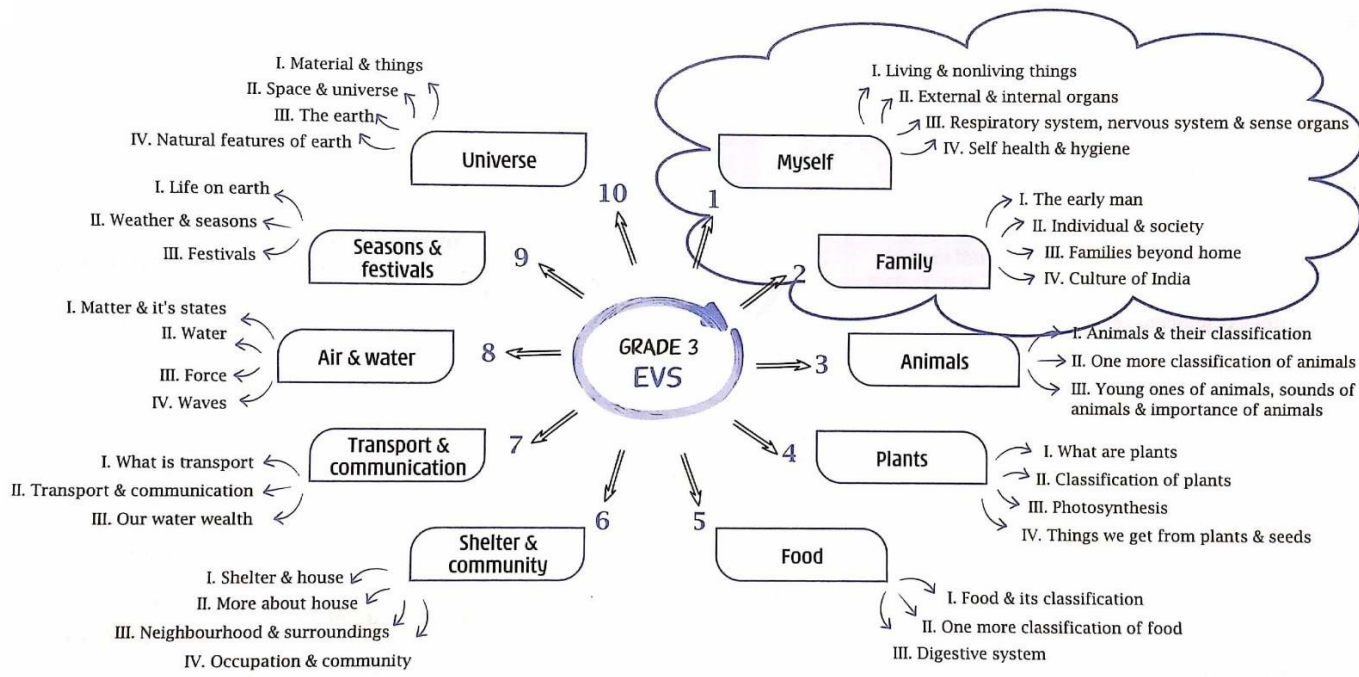 GRADE 3
EVS
1
Myself
I. Living & nonliving things
II. External & internal organs
III. Respiratory system, nervous system & sense organs
IV. Self health & hygiene
2
Family
I. The early man
II. Individual & society
III. Families beyond home
IV. Culture of India
3
Animals
I. Animals & their classification
II. One more classification of animals
III. Young ones of animals, sounds of
animals & importance of animals
4
Plants
I. What are plants
II. Classification of plants
III. Photosynthesis
IV. Things we get from plants & seeds
5
Food
I. Food & its classification
II. One more classification of food
III. Digestive system
6
Shelter &
community
I. Shelter & house
II. More about house
III. Neighbourhood & surroundings
IV. Occupation & community
7
Transport &
communication
I. What is transport
II. Transport & communication
III. Our water wealth
8
Air & water
I. Matter & it's states
II. Water
III. Force
IV. Waves
9
Seasons &
festivals
I. Life on earth
II. Weather & seasons
III. Festivals
10
Universe
I. Material & things
II. Space & universe
III. The earth
IV. Natural features of earth